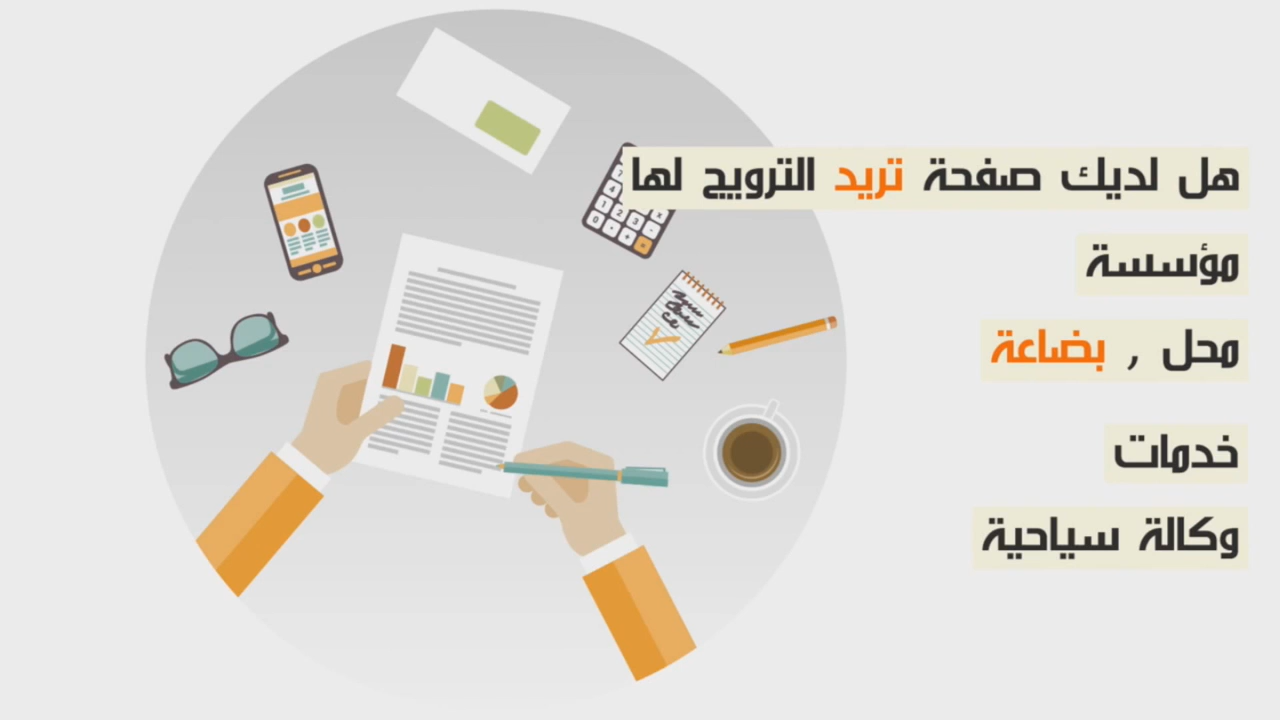 هل لديك صفحة تريد الترويج لها
مؤسسة
محل , بضاعة
خدمات
وكالة سياحية